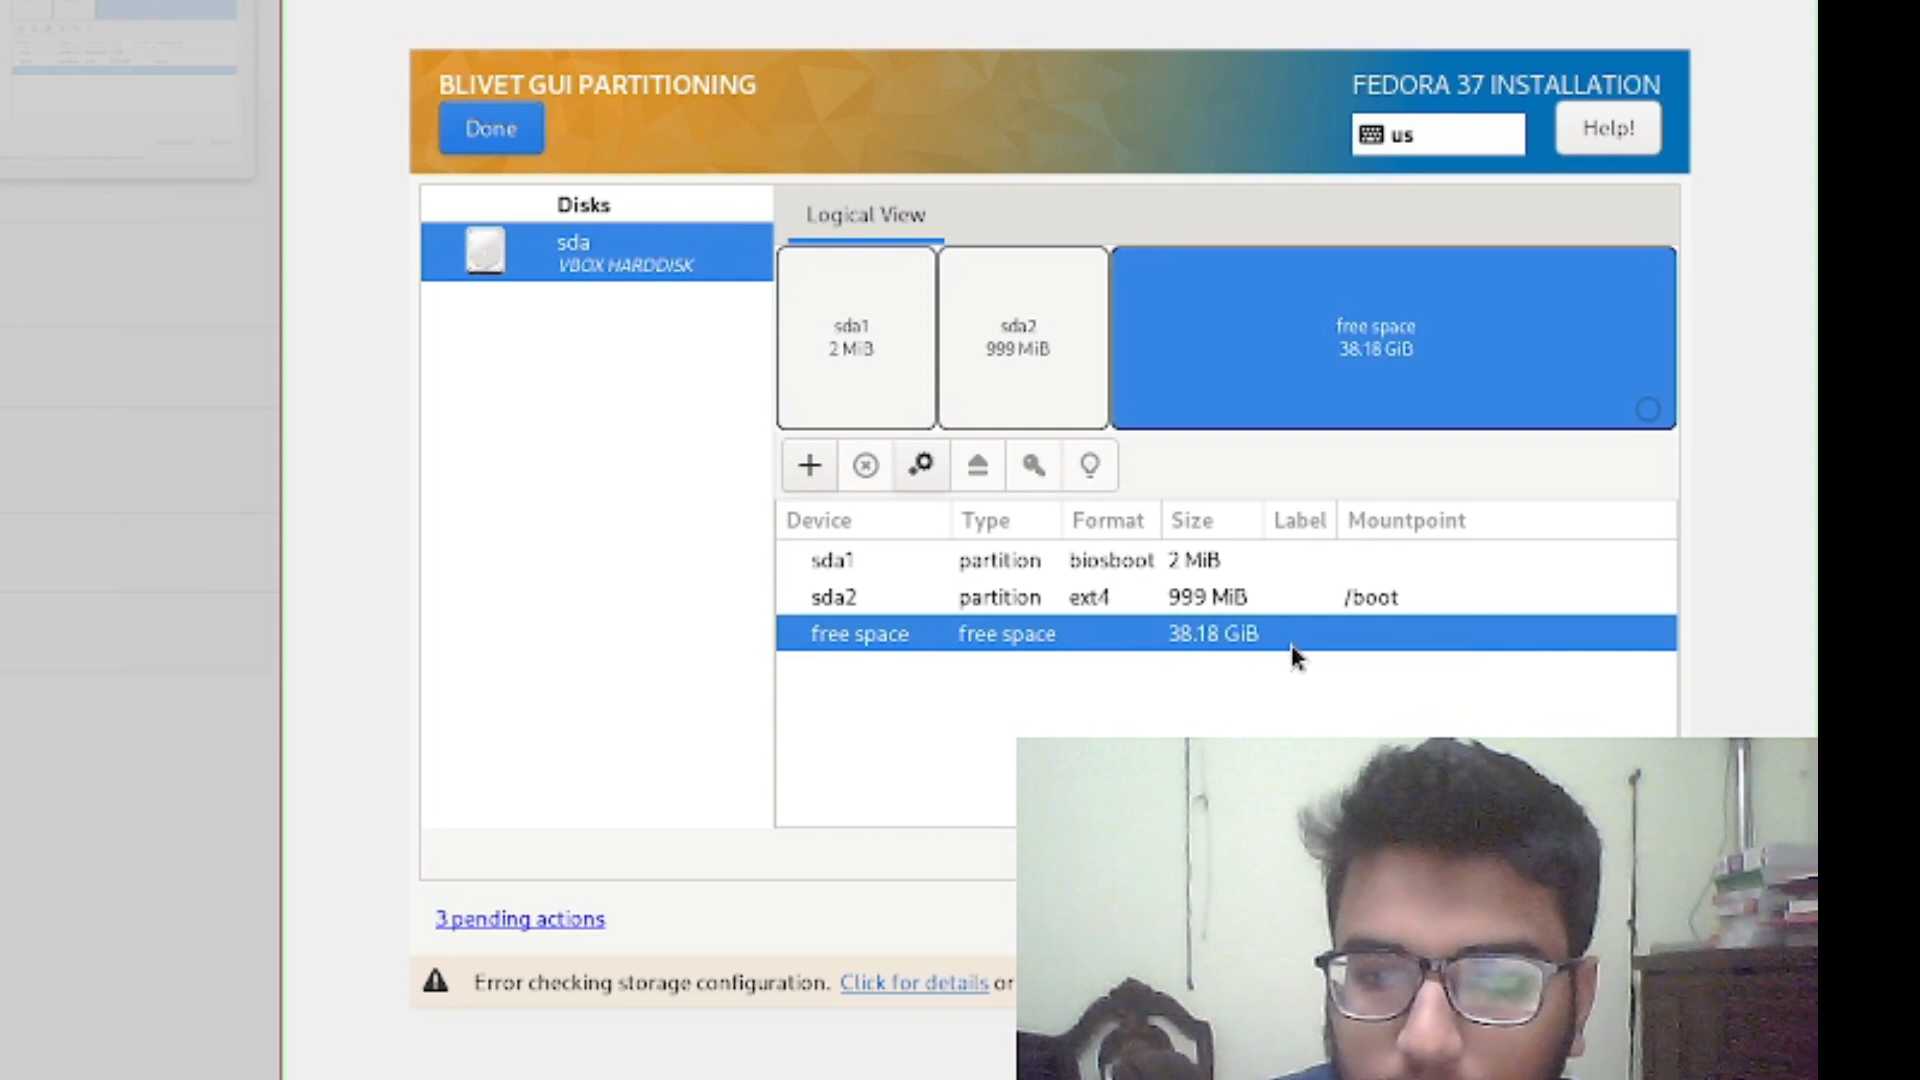 BLIVET GUI PARTITIONING
FEDORA 37 INSTALLATION
Done
us
Help!
Disks
sda
VBOX HARDDISK
Logical View
sda1
2 MiB
sda2
999 MiB
free space
38.18 GiB
Device Type Format Size Label Mountpoint
sda1 partition biosboot 2 MiB
sda2 partition ext4 999 MiB /boot
free space free space 38.18 GiB
3 pending actions
Error checking storage configuration. Click for details or